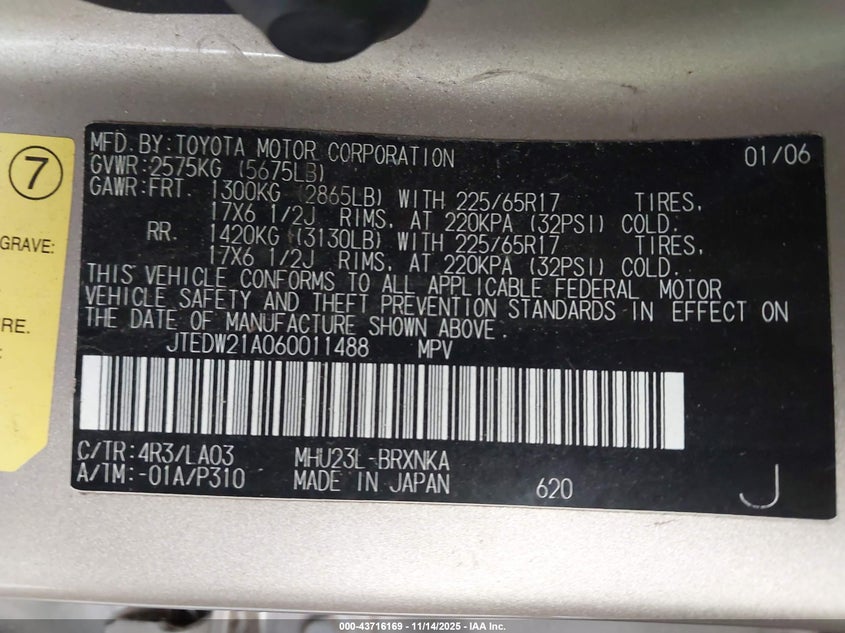 7
GRAVE:
RE.
MFD. BY: TOYOTA MOTOR CORPORATION 01/06
GVWR: 2575KG (5675LB)
GAWR: FRT. 1300KG (2865LB) WITH 225/65R17 TIRES,
17X6 1/2J RIMS, AT 220KPA (32PSI) COLD.
RR. 1420KG (3130LB) WITH 225/65R17 TIRES,
17X6 1/2J RIMS, AT 220KPA (32PSI) COLD.
THIS VEHICLE CONFORMS TO ALL APPLICABLE FEDERAL MOTOR
VEHICLE SAFETY AND THEFT PREVENTION STANDARDS IN EFFECT ON
THE DATE OF MANUFACTURE SHOWN ABOVE.
JTEDW21A060011488 MPV
C/TR: 4R3/LA03 MHU23L-BRXNKA
A/TM: -01A/P310 MADE IN JAPAN 620 J
000-43716169 | 11/14/2025 - IAA Inc.